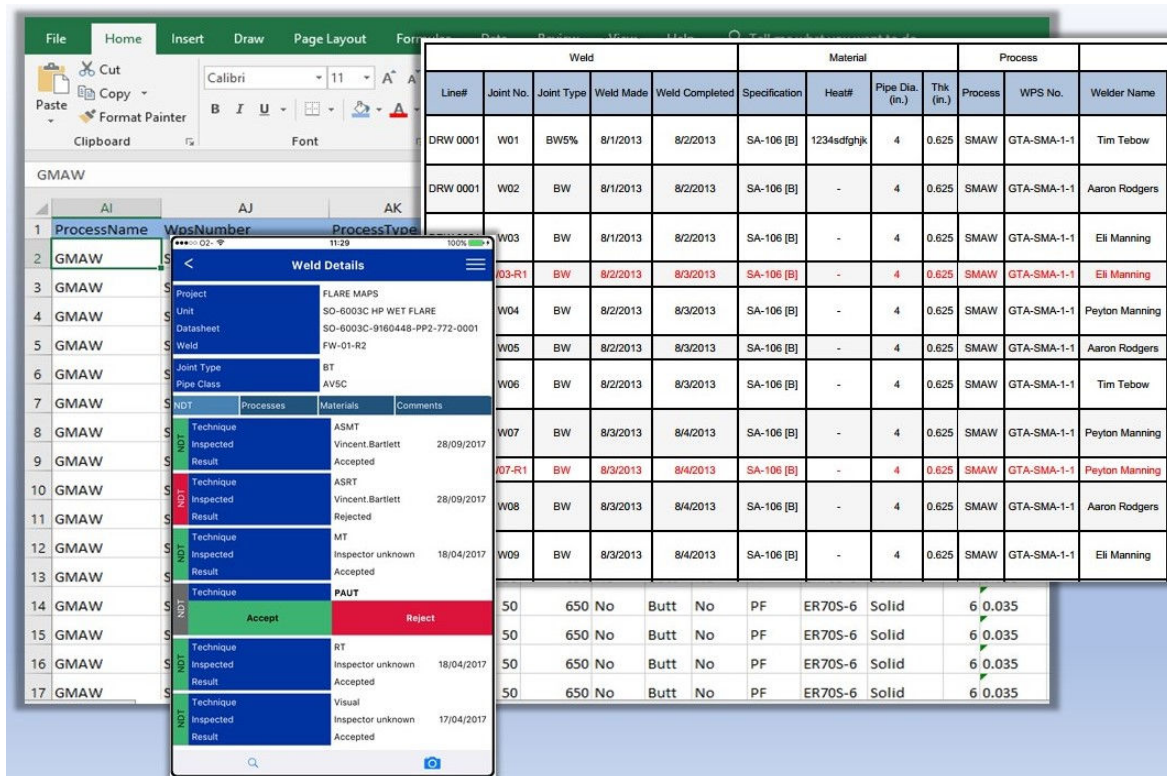 File Home Insert Draw Page Layout
Cut
Copy
Paste
Format Painter
Clipboard
Calibri 11
B I U
Font
GMAW
AI AJ AK
1 ProcessName WpsNumber ProcessType
2 GMAW
3 GMAW
4 GMAW
5 GMAW
6 GMAW
7 GMAW
8 GMAW
9 GMAW
10 GMAW
11 GMAW
12 GMAW
13 GMAW
14 GMAW 50 650 No Butt No PF ER70S-6 Solid 6 0.035
15 GMAW 50 650 No Butt No PF ER70S-6 Solid 6 0.035
16 GMAW 50 650 No Butt No PF ER70S-6 Solid 6 0.035
17 GMAW 50 650 No Butt No PF ER70S-6 Solid 6 0.035
Weld Material Process
Line# Joint No. Joint Type Weld Made Weld Completed Specification Heat# Pipe Dia. (in.) Thk (in.) Process WPS No. Welder Name
DRW 0001 W01 BW5% 8/1/2013 8/2/2013 SA-106 [B] 1234sdfghjk 4 0.625 SMAW GTA-SMA-1-1 Tim Tebow
DRW 0001 W02 BW 8/1/2013 8/2/2013 SA-106 [B] - 4 0.625 SMAW GTA-SMA-1-1 Aaron Rodgers
W03 BW 8/1/2013 8/2/2013 SA-106 [B] - 4 0.625 SMAW GTA-SMA-1-1 Eli Manning
03-R1 BW 8/2/2013 8/3/2013 SA-106 [B] - 4 0.625 SMAW GTA-SMA-1-1 Eli Manning
W04 BW 8/2/2013 8/3/2013 SA-106 [B] - 4 0.625 SMAW GTA-SMA-1-1 Peyton Manning
W05 BW 8/2/2013 8/3/2013 SA-106 [B] - 4 0.625 SMAW GTA-SMA-1-1 Aaron Rodgers
W06 BW 8/2/2013 8/3/2013 SA-106 [B] - 4 0.625 SMAW GTA-SMA-1-1 Tim Tebow
W07 BW 8/3/2013 8/4/2013 SA-106 [B] - 4 0.625 SMAW GTA-SMA-1-1 Peyton Manning
07-R1 BW 8/3/2013 8/4/2013 SA-106 [B] - 4 0.625 SMAW GTA-SMA-1-1 Peyton Manning
W08 BW 8/3/2013 8/4/2013 SA-106 [B] - 4 0.625 SMAW GTA-SMA-1-1 Aaron Rodgers
W09 BW 8/3/2013 8/4/2013 SA-106 [B] - 4 0.625 SMAW GTA-SMA-1-1 Eli Manning
O2- 11:29 100%
Weld Details
Project FLARE MAPS
Unit SO-6003C HP WET FLARE
Datasheet SO-6003C-9160448-PP2-772-0001
Weld FW-01-R2
Joint Type BT
Pipe Class AV5C
NDT Processes Materials Comments
NDT
Technique ASMT
Inspected Vincent.Bartlett 28/09/2017
Result Accepted
NDT
Technique ASRT
Inspected Vincent.Bartlett 28/09/2017
Result Rejected
NDT
Technique MT
Inspected Inspector unknown 18/04/2017
Result Accepted
NDT
Technique PAUT
Accept Reject
NDT
Technique RT
Inspected Inspector unknown 18/04/2017
Result Accepted
NDT
Technique Visual
Inspected Inspector unknown 17/04/2017
Result Accepted